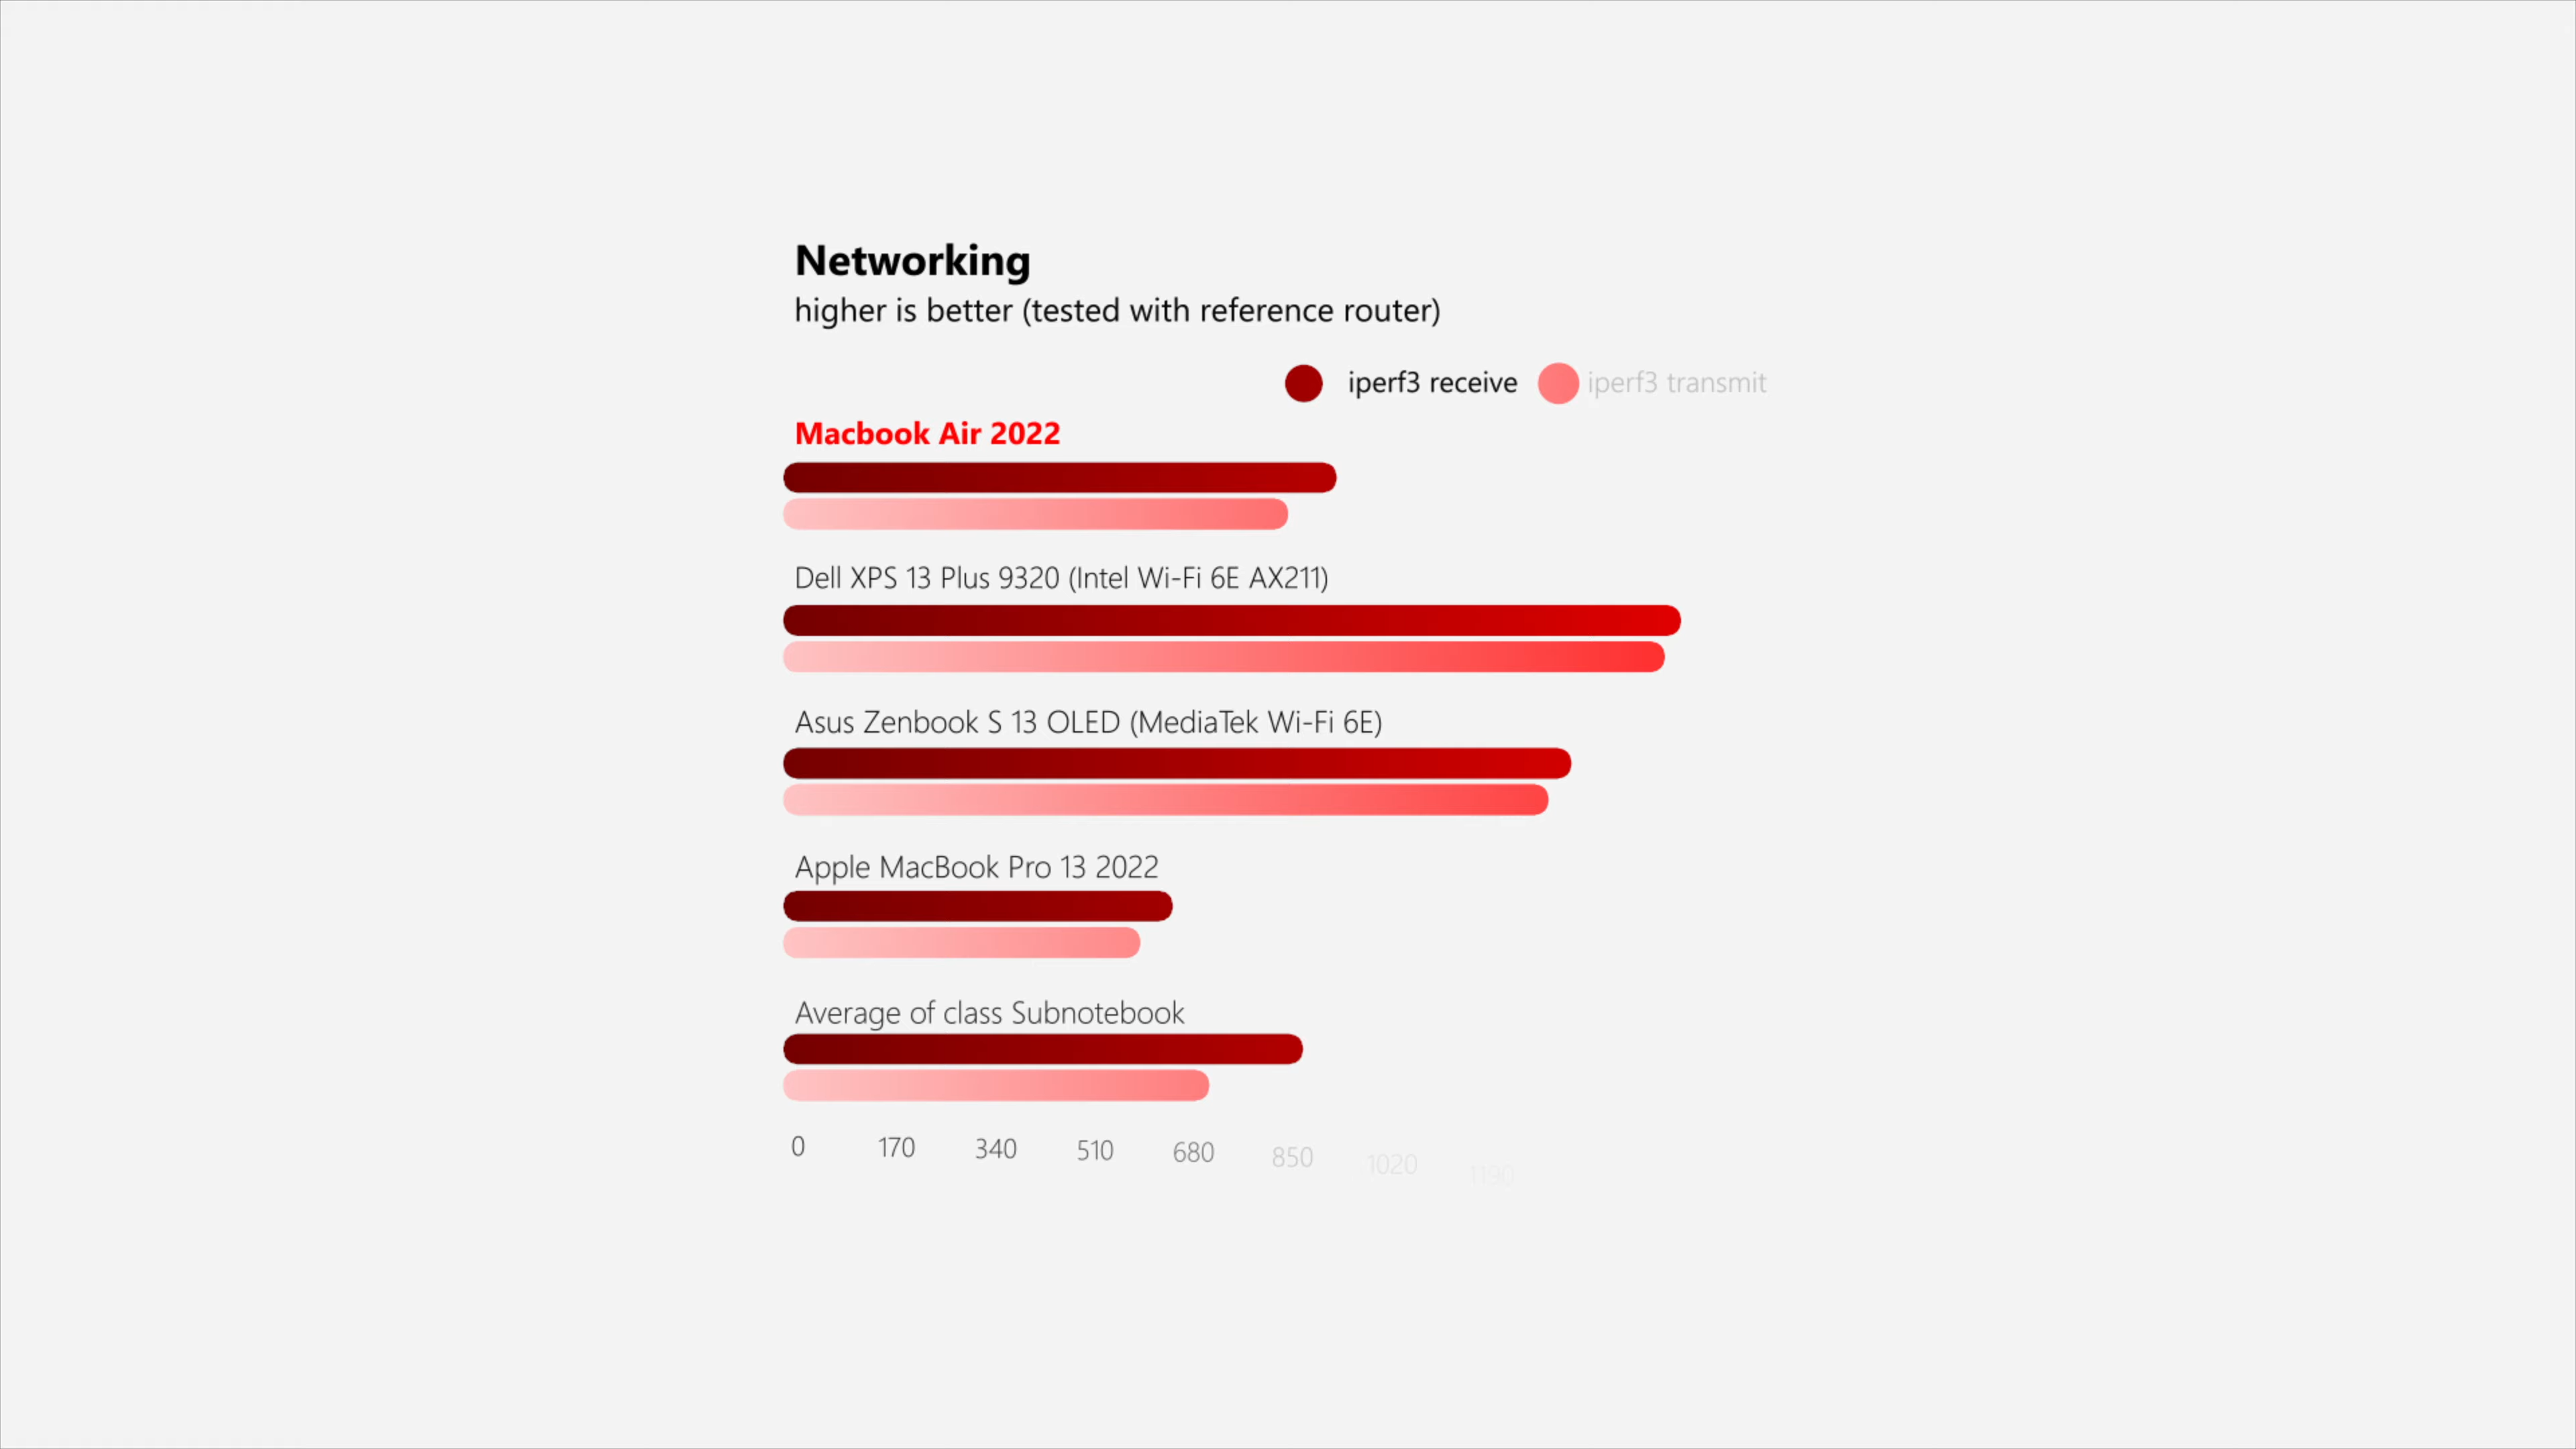 Networking
higher is better (tested with reference router)
iperf3 receive iperf3 transmit
Macbook Air 2022
Dell XPS 13 Plus 9320 (Intel Wi-Fi 6E AX211)
Asus Zenbook S 13 OLED (MediaTek Wi-Fi 6E)
Apple MacBook Pro 13 2022
Average of class Subnotebook
0 170 340 510 680 850 1020 1190